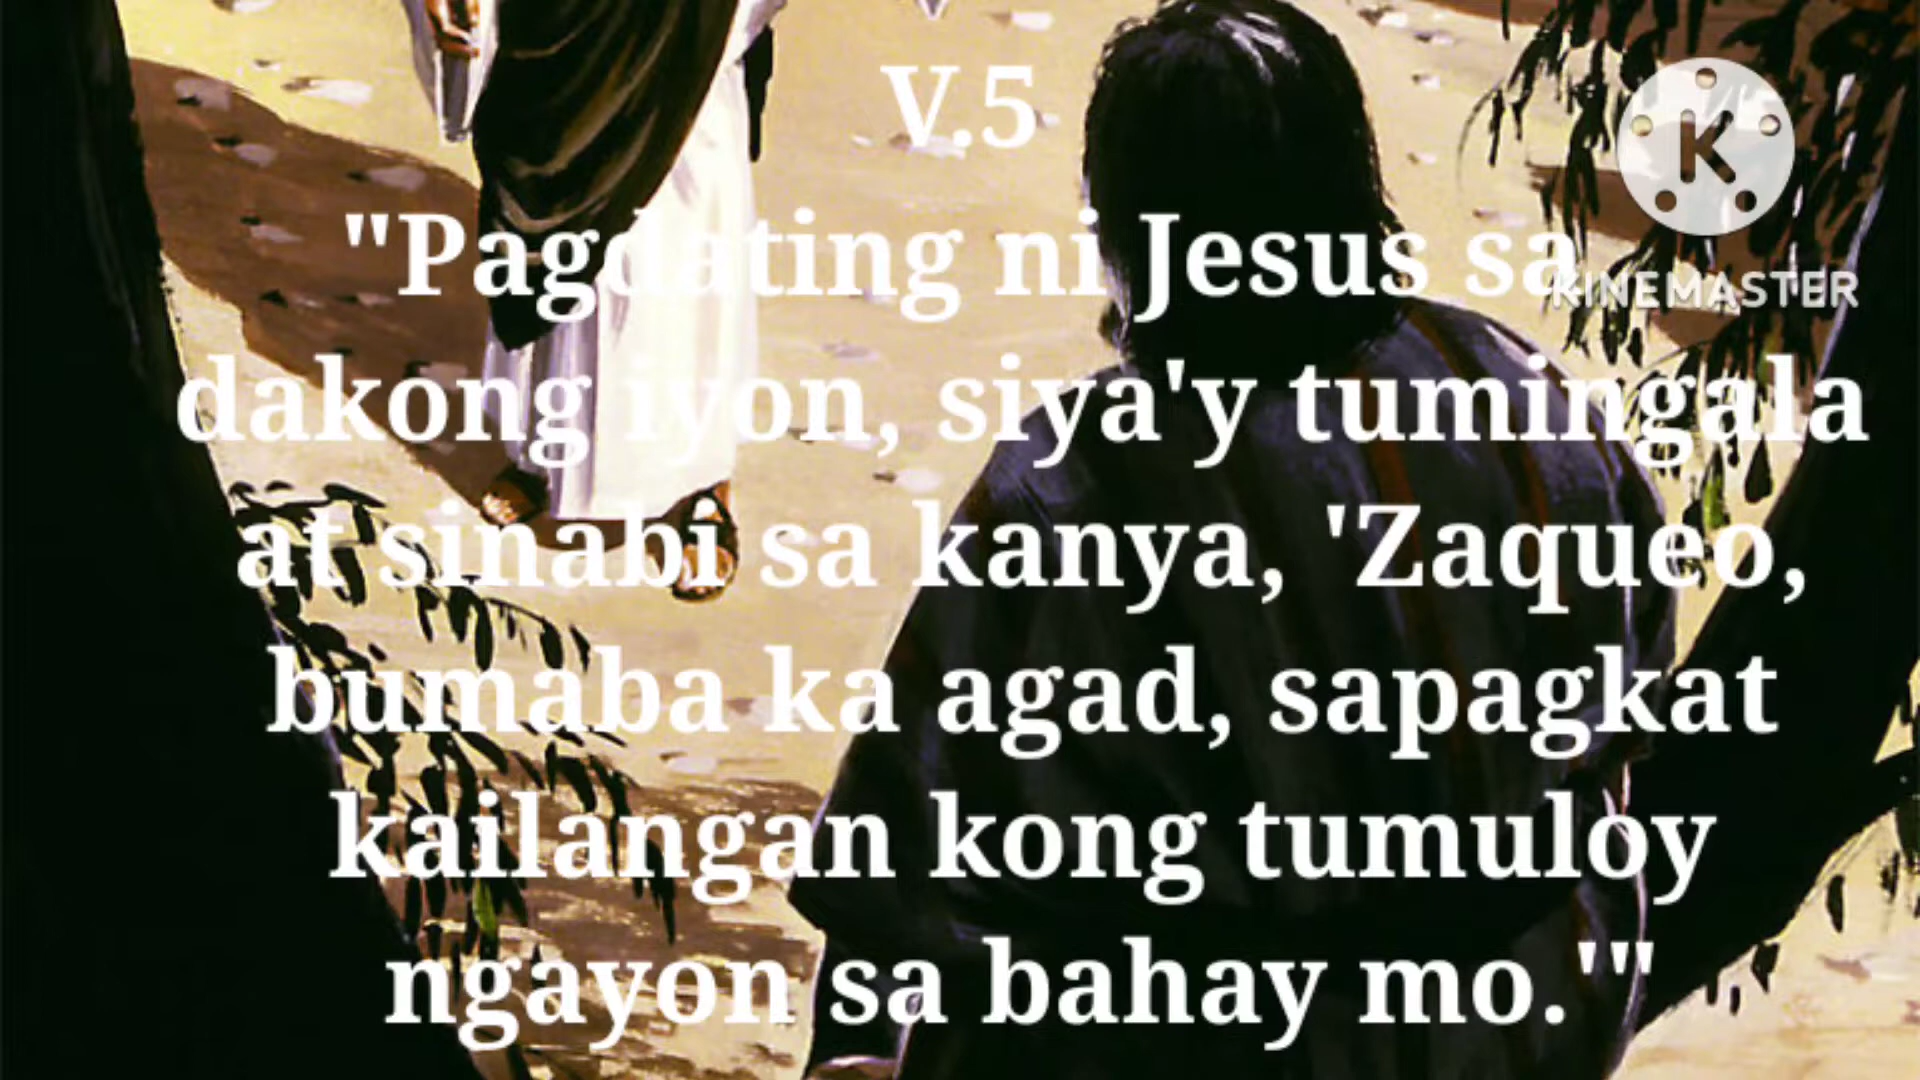 V.5
"Pagdating ni Jesus sa
dakong iyon, siya'y tumingala
at sinabi sa kanya, 'Zaqueo,
bumaba ka agad, sapagkat
kailangan kong tumuloy
ngayon sa bahay mo.'"
K
KINEMASTER